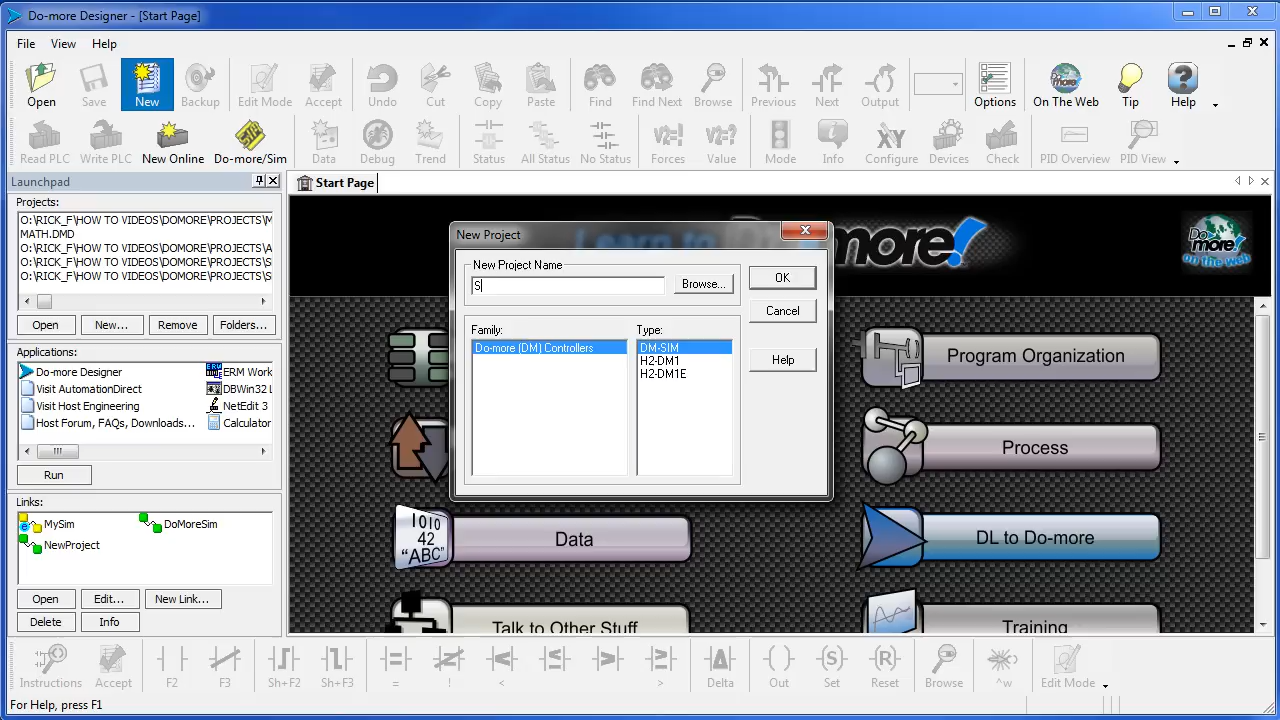 Do-more Designer - [Start Page]
File View Help
Open Save New Backup Edit Mode Accept Undo Cut Copy Paste Find Find Next Browse Previous Next Output Options On The Web Tip Help
Read PLC Write PLC New Online Do-more/Sim Data Debug Trend Status All Status No Status Forces Value Mode Info Configure Devices Check PID Overview PID View
Launchpad
Start Page
Projects:
O:\RICK_F\HOW TO VIDEOS\DOMORE\PROJECTS\
MATH.DMD
O:\RICK_F\HOW TO VIDEOS\DOMORE\PROJECTS\
O:\RICK_F\HOW TO VIDEOS\DOMORE\PROJECTS\
O:\RICK_F\HOW TO VIDEOS\DOMORE\PROJECTS\
Open New... Remove Folders...
Applications:
Do-more Designer ERM Work
Visit AutomationDirect DBWin32 L
Visit Host Engineering NetEdit 3
Host Forum, FAQs, Downloads... Calculator
Run
Links:
MySim DoMoreSim
NewProject
Open Edit... New Link...
Delete Info
Learn to more!
Do more! on the web
New Project
New Project Name
S
Browse...
OK
Cancel
Help
Family: Type:
Do-more (DM) Controllers DM-SIM
H2-DM1
H2-DM1E
Program Organization
Process
1010 42 "ABC" Data
DL to Do-more
Talk to Other Stuff
Training
Instructions Accept F2 F3 Sh+F2 Sh+F3 = ! < > Delta Out Set Reset Browse ^w Edit Mode
For Help, press F1